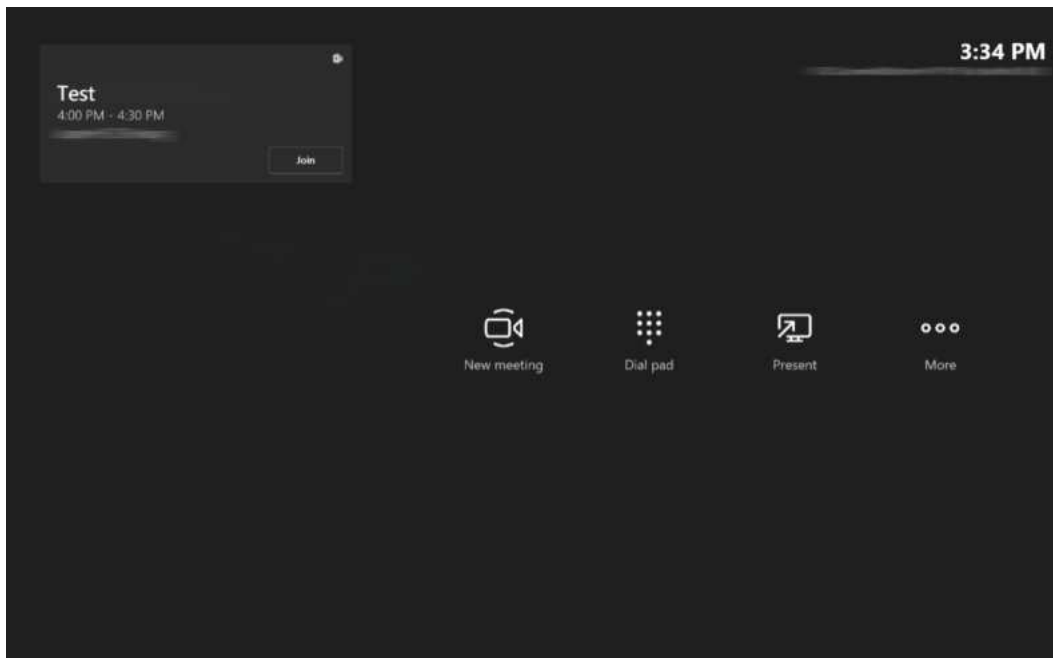 3:34 PM
Test
4:00 PM - 4:30 PM
Join
New meeting
Dial pad
Present
More